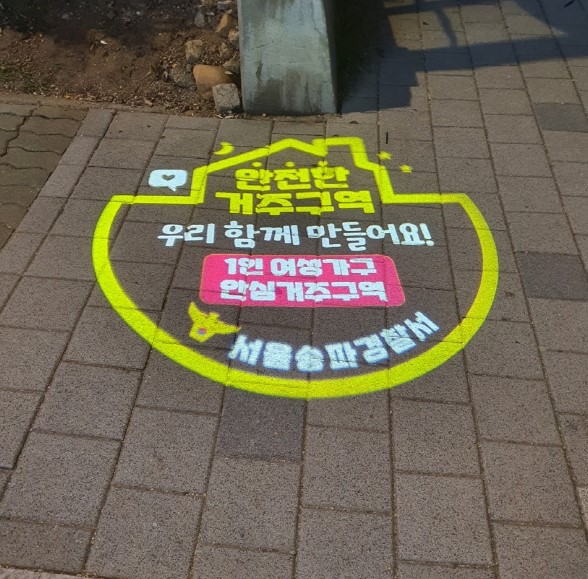 안전한
거주구역
우리 함께 만들어요!
1인 여성가구
안심거주구역
서울송파경찰서